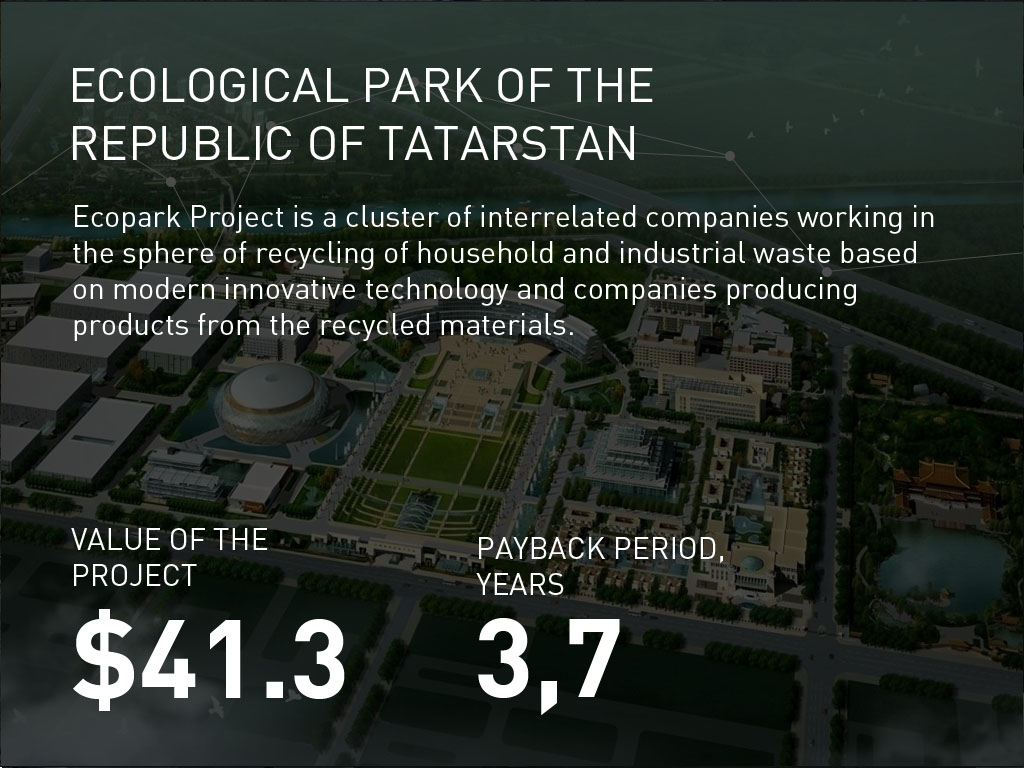 ECOLOGICAL PARK OF THE
REPUBLIC OF TATARSTAN
Ecopark Project is a cluster of interrelated companies working in
the sphere of recycling of household and industrial waste based
on modern innovative technology and companies producing
products from the recycled materials.
VALUE OF THE
PROJECT
$41.3
PAYBACK PERIOD,
YEARS
3,7